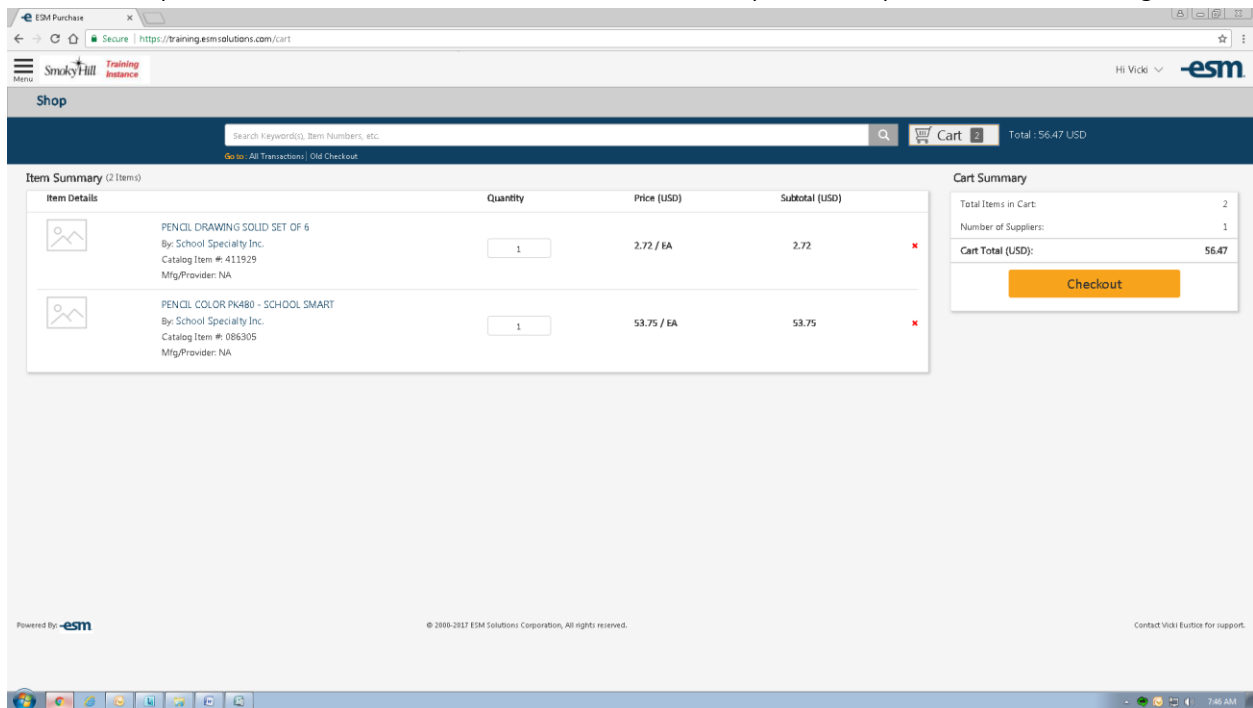 ESM Purchase
Secure | https://training.esmsolutions.com/cart
Menu
SmokyHill
Training
Instance
Hi Vicki
esm
Shop
Search Keyword(s), Item Numbers, etc.
Cart 2
Total : 56.47 USD
Go to : All Transactions | Old Checkout
Item Summary (2 Items)
Item Details Quantity Price (USD) Subtotal (USD)
PENCIL DRAWING SOLID SET OF 6
By: School Specialty Inc.
Catalog Item #: 411929
Mfg/Provider: NA
1 2.72 / EA 2.72
PENCIL COLOR PK480 - SCHOOL SMART
By: School Specialty Inc.
Catalog Item #: 086305
Mfg/Provider: NA
1 53.75 / EA 53.75
Cart Summary
Total Items in Cart: 2
Number of Suppliers: 1
Cart Total (USD): 56.47
Checkout
Powered By: esm
© 2000-2017 ESM Solutions Corporation, All rights reserved.
Contact Vicki Eustice for support.
7:46 AM